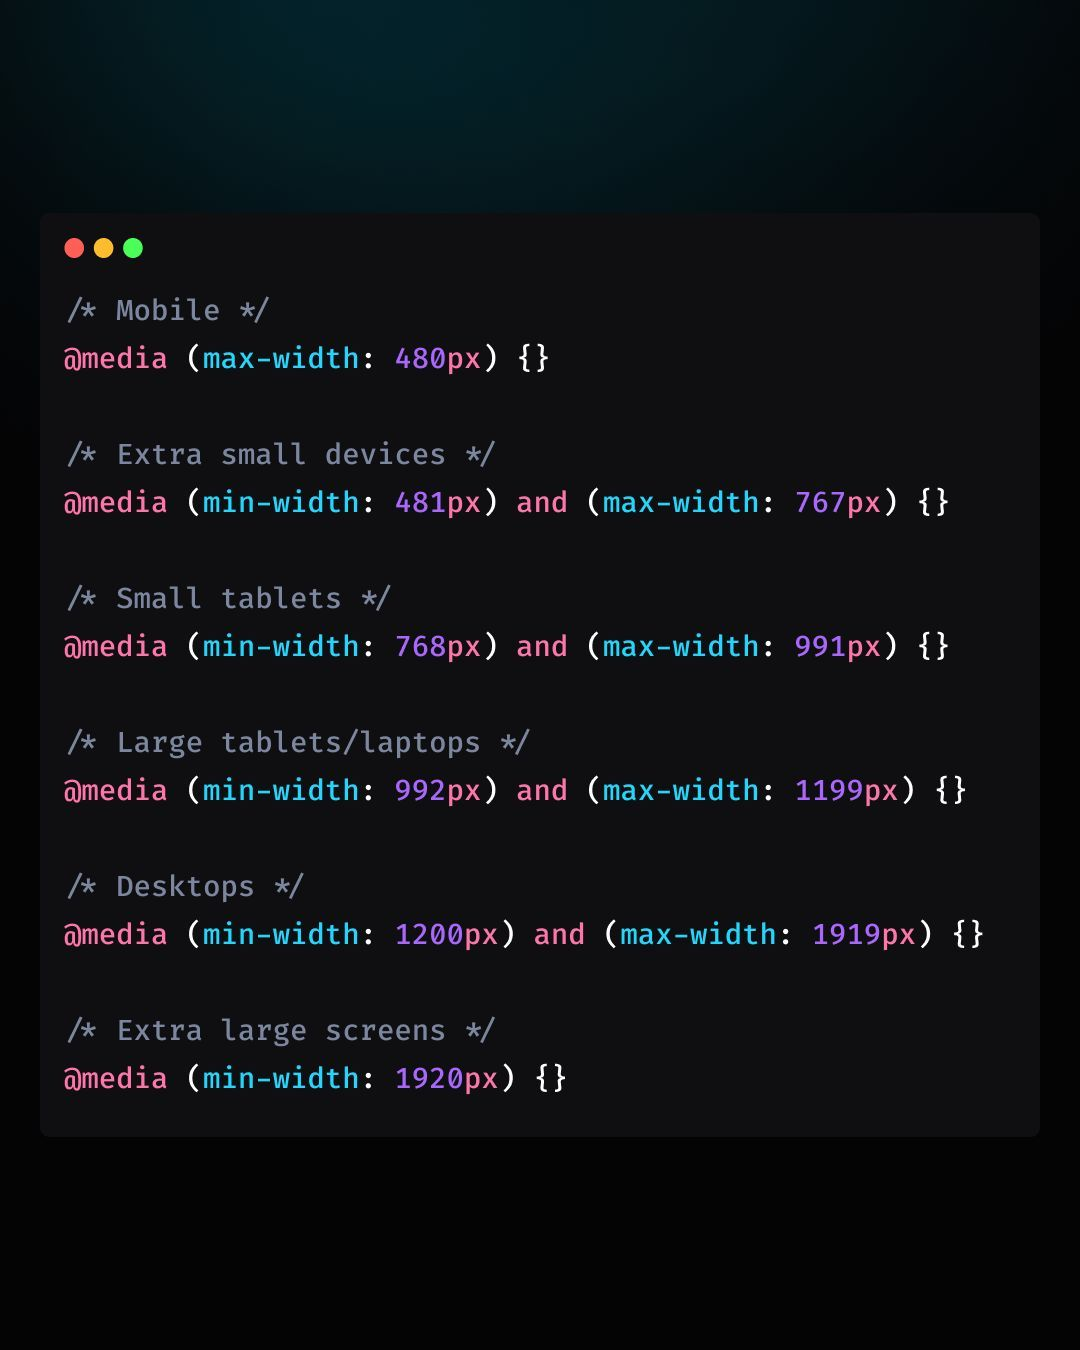 /* Mobile */
@media (max-width: 480px) {}
/* Extra small devices */
@media (min-width: 481px) and (max-width: 767px) {}
/* Small tablets */
@media (min-width: 768px) and (max-width: 991px) {}
/* Large tablets/laptops */
@media (min-width: 992px) and (max-width: 1199px) {}
/* Desktops */
@media (min-width: 1200px) and (max-width: 1919px) {}
/* Extra large screens */
@media (min-width: 1920px) {}